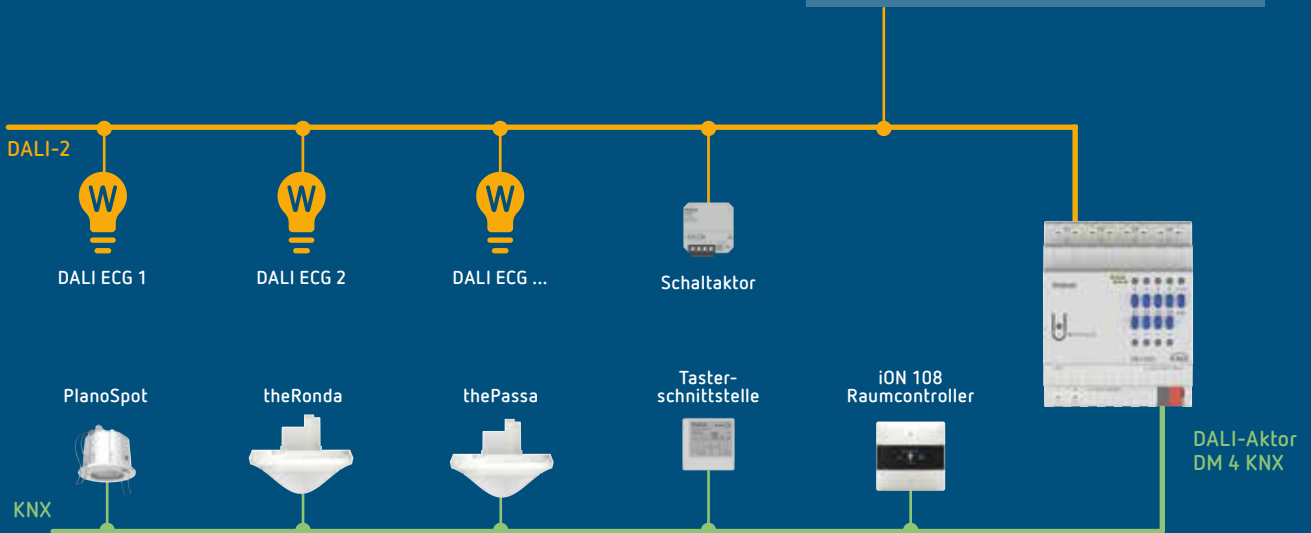 DALI-2
W
W
W
DALI ECG 1
DALI ECG 2
DALI ECG ...
Schaltaktor
PlanoSpot
theRonda
thePassa
Taster-
schnittstelle
iON 108
Raumcontroller
DALI-Aktor
DM 4 KNX
KNX